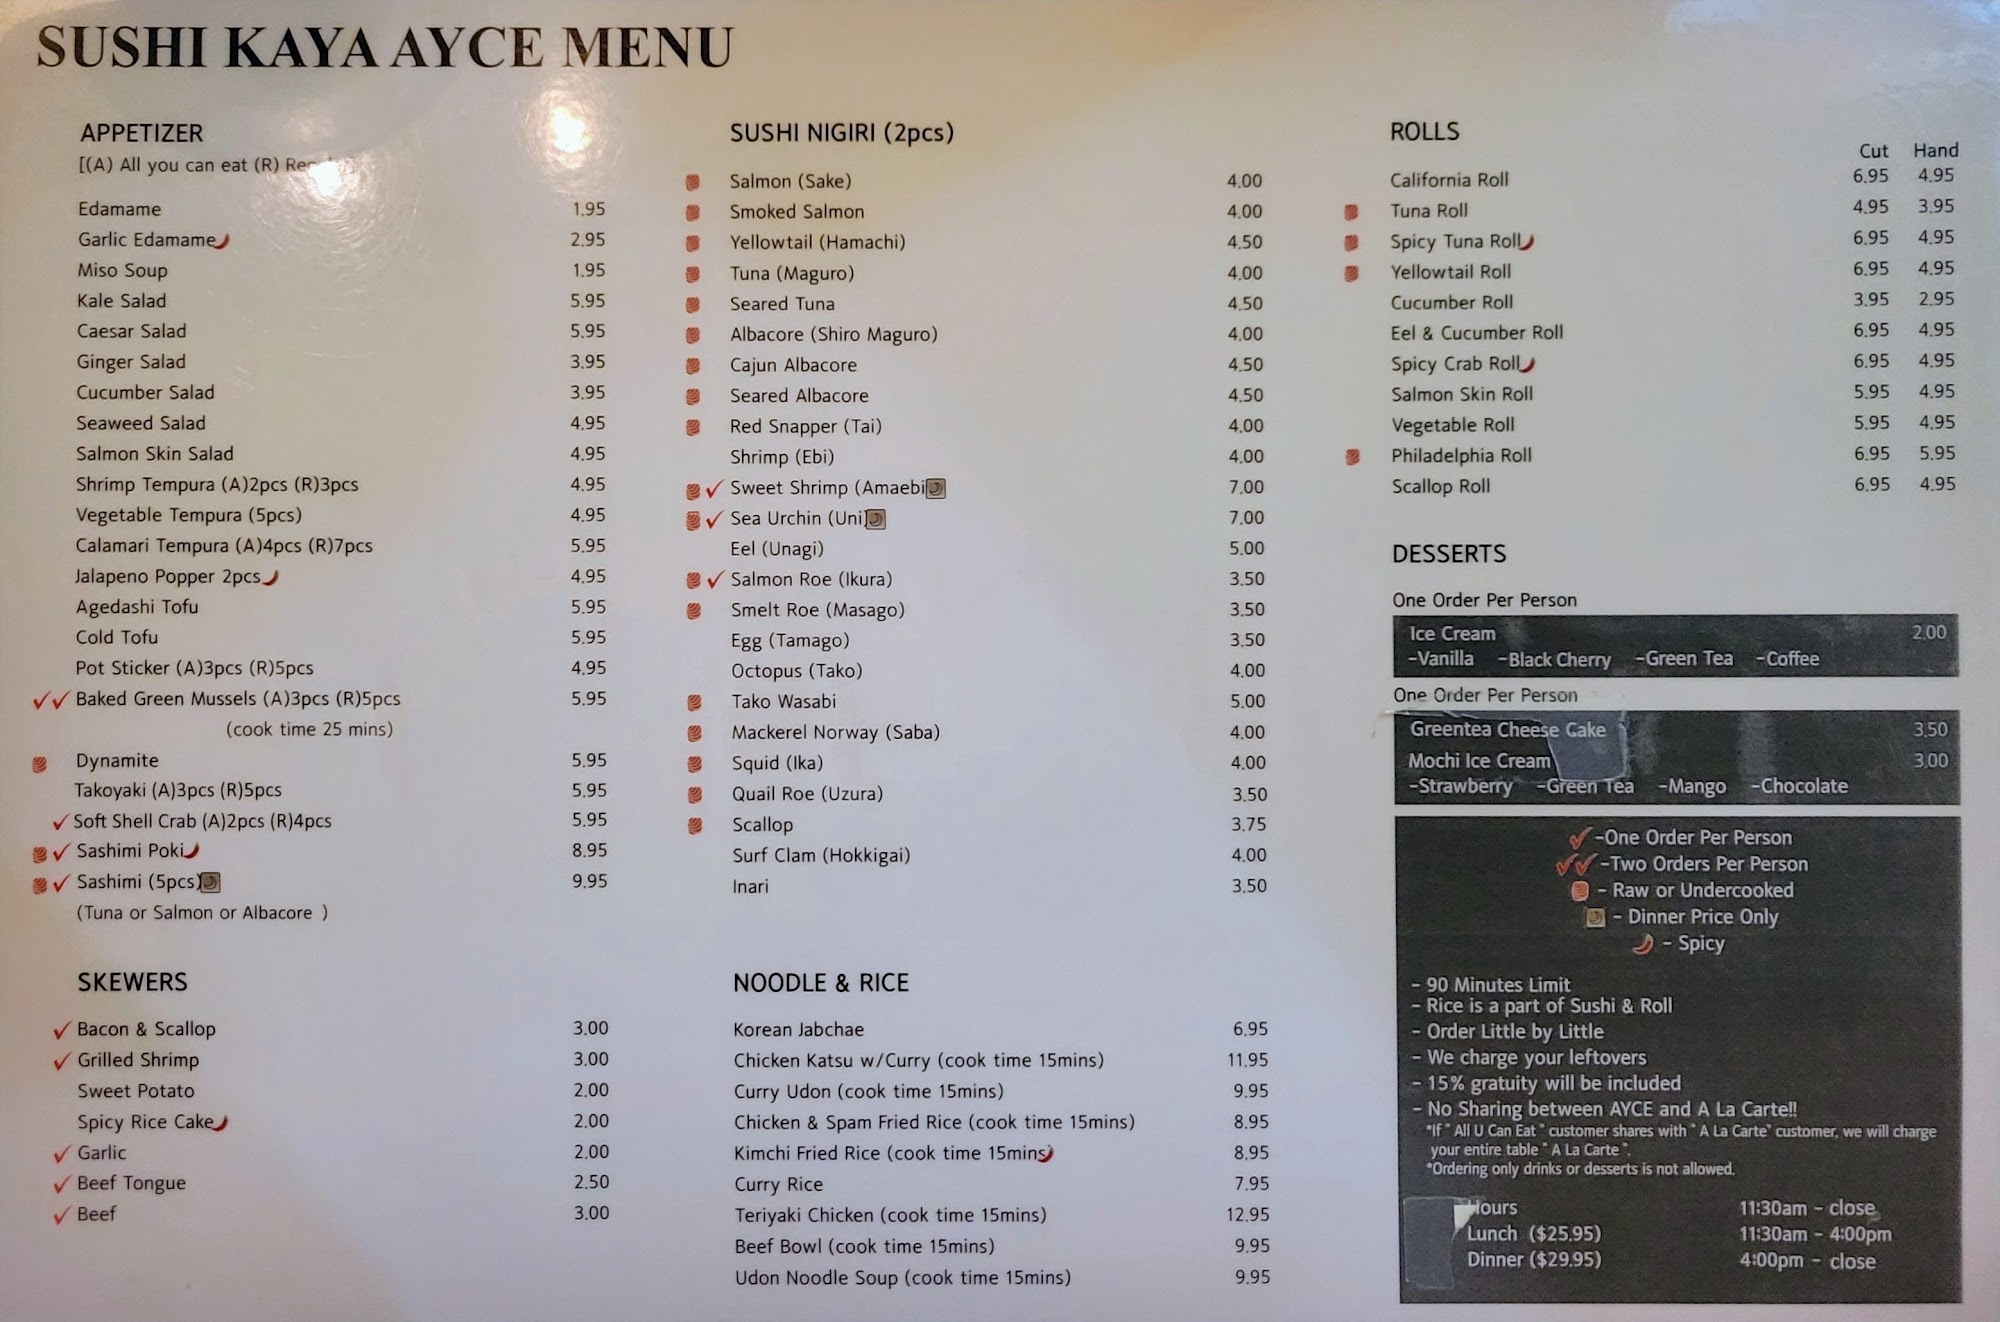 SUSHI KAYA AYCE MENU
APPETIZER
[(A) All you can eat (R)
Edamame 1.95
Garlic Edamame 2.95
Miso Soup 1.95
Kale Salad 5.95
Caesar Salad 5.95
Ginger Salad 3.95
Cucumber Salad 3.95
Seaweed Salad 4.95
Salmon Skin Salad 4.95
Shrimp Tempura (A)2pcs (R)3pcs 4.95
Vegetable Tempura (5pcs) 4.95
Calamari Tempura (A)4pcs (R)7pcs 5.95
Jalapeno Popper 2pcs 4.95
Agedashi Tofu 5.95
Cold Tofu 5.95
Pot Sticker (A)3pcs (R)5pcs 4.95
Baked Green Mussels (A)3pcs (R)5pcs 5.95
(cook time 25 mins)
Dynamite 5.95
Takoyaki (A)3pcs (R)5pcs 5.95
Soft Shell Crab (A)2pcs (R)4pcs 5.95
Sashimi Poki 8.95
Sashimi (5pcs) 9.95
(Tuna or Salmon or Albacore )
SKEWERS
Bacon & Scallop 3.00
Grilled Shrimp 3.00
Sweet Potato 2.00
Spicy Rice Cake 2.00
Garlic 2.00
Beef Tongue 2.50
Beef 3.00
SUSHI NIGIRI (2pcs)
Salmon (Sake) 4.00
Smoked Salmon 4.00
Yellowtail (Hamachi) 4.50
Tuna (Maguro) 4.00
Seared Tuna 4.50
Albacore (Shiro Maguro) 4.00
Cajun Albacore 4.50
Seared Albacore 4.50
Red Snapper (Tai) 4.00
Shrimp (Ebi) 4.00
Sweet Shrimp (Amaebi 7.00
Sea Urchin (Uni) 7.00
Eel (Unagi) 5.00
Salmon Roe (Ikura) 3.50
Smelt Roe (Masago) 3.50
Egg (Tamago) 3.50
Octopus (Tako) 4.00
Tako Wasabi 5.00
Mackerel Norway (Saba) 4.00
Squid (Ika) 4.00
Quail Roe (Uzura) 3.50
Scallop 3.75
Surf Clam (Hokkigai) 4.00
Inari 3.50
NOODLE & RICE
Korean Jabchae 6.95
Chicken Katsu w/Curry (cook time 15mins) 11.95
Curry Udon (cook time 15mins) 9.95
Chicken & Spam Fried Rice (cook time 15mins) 8.95
Kimchi Fried Rice (cook time 15mins) 8.95
Curry Rice 7.95
Teriyaki Chicken (cook time 15mins) 12.95
Beef Bowl (cook time 15mins) 9.95
Udon Noodle Soup (cook time 15mins) 9.95
ROLLS
Cut Hand
California Roll 6.95 4.95
Tuna Roll 4.95 3.95
Spicy Tuna Roll 6.95 4.95
Yellowtail Roll 6.95 4.95
Cucumber Roll 3.95 2.95
Eel & Cucumber Roll 6.95 4.95
Spicy Crab Roll 6.95 4.95
Salmon Skin Roll 5.95 4.95
Vegetable Roll 5.95 4.95
Philadelphia Roll 6.95 5.95
Scallop Roll 6.95 4.95
DESSERTS
One Order Per Person
Ice Cream 2.00
-Vanilla -Black Cherry -Green Tea -Coffee
One Order Per Person
Greentea Cheese Cake 3.50
Mochi Ice Cream 3.00
-Strawberry -Green Tea -Mango -Chocolate
-One Order Per Person
-Two Orders Per Person
- Raw or Undercooked
- Dinner Price Only
- Spicy
- 90 Minutes Limit
- Rice is a part of Sushi & Roll
- Order Little by Little
- We charge your leftovers
- 15% gratuity will be included
- No Sharing between AYCE and A La Carte!!
*If " All U Can Eat " customer shares with " A La Carte" customer, we will charge
your entire table " A La Carte ".
*Ordering only drinks or desserts is not allowed.
Hours 11:30am - close
Lunch ($25.95) 11:30am - 4:00pm
Dinner ($29.95) 4:00pm - close